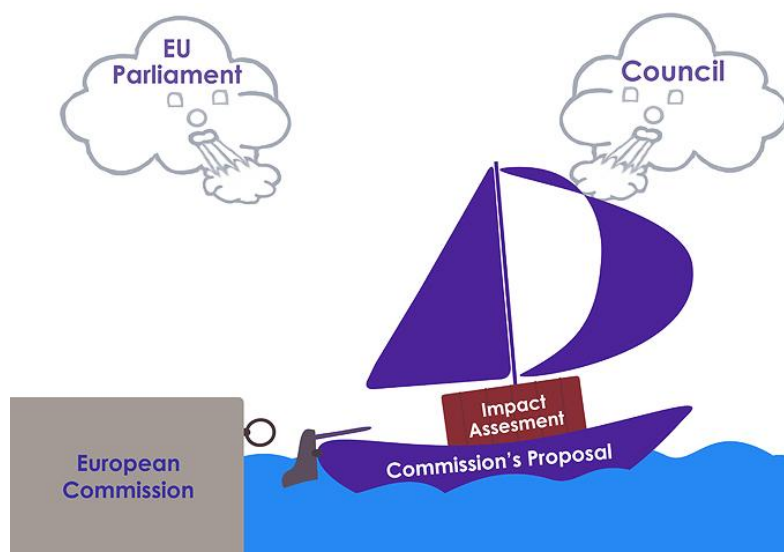 EU
Parliament
Council
Impact
Assesment
Commission's Proposal
European
Commission